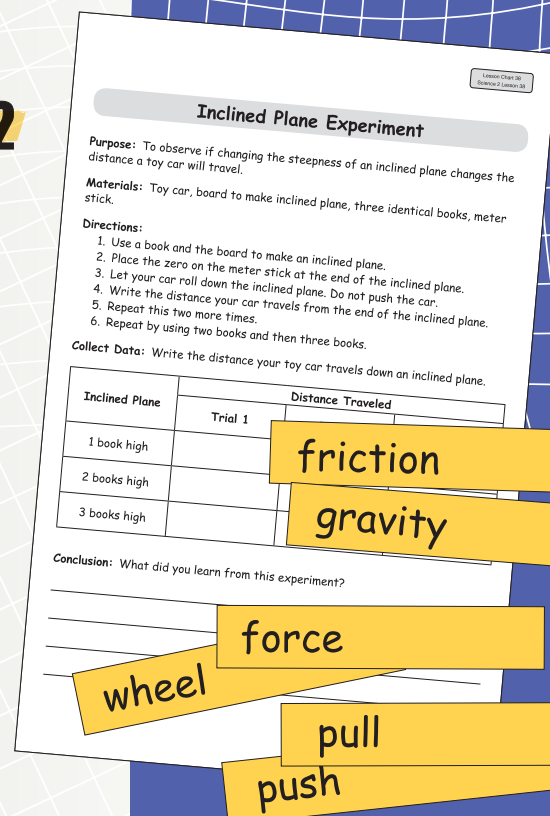 2
Lesson Chart 38
Science 2 Lesson 38
Inclined Plane Experiment
Purpose: To observe if changing the steepness of an inclined plane changes the
distance a toy car will travel.
Materials: Toy car, board to make inclined plane, three identical books, meter
stick.
Directions:
1. Use a book and the board to make an inclined plane.
2. Place the zero on the meter stick at the end of the inclined plane.
3. Let your car roll down the inclined plane. Do not push the car.
4. Write the distance your car travels from the end of the inclined plane.
5. Repeat this two more times.
6. Repeat by using two books and then three books.
Collect Data: Write the distance your toy car travels down an inclined plane.
Inclined Plane
Distance Traveled
Trial 1
1 book high
2 books high
3 books high
friction
gravity
Conclusion: What did you learn from this experiment?
force
wheel
pull
push